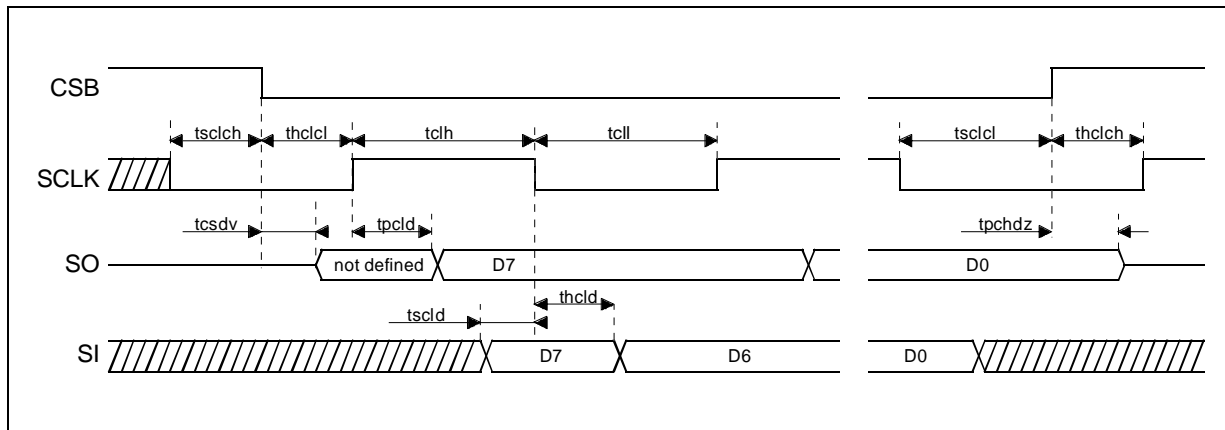 CSB
tsclch thclcl tclh tcll tsclcl thclch
SCLK
tcsdv tpcld tpchdz
SO not defined D7 D0
thcld
tscld
SI D7 D6 D0